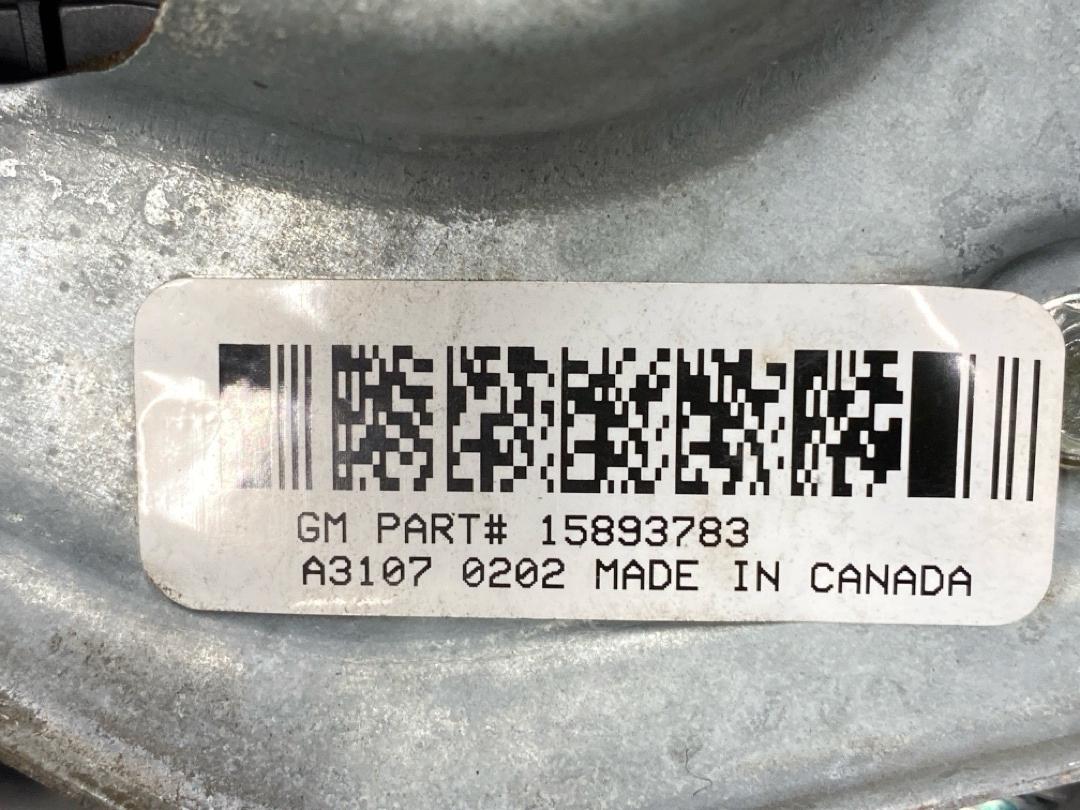 GM PART# 15893783
A3107 0202 MADE IN CANADA